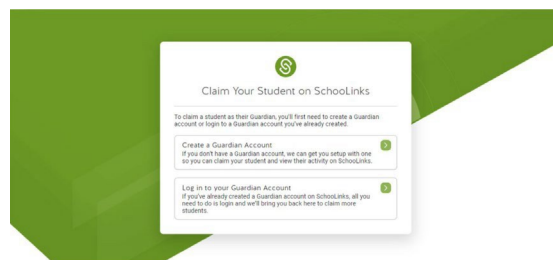 Claim Your Student on SchooLinks
To claim a student as their Guardian, you'll first need to create a Guardian
account or login to a Guardian account you've already created.
Create a Guardian Account
If you don't have a Guardian account, we can get you setup with one
so you can claim your student and view their activity on SchooLinks.
Log in to your Guardian Account
If you've already created a Guardian account on SchooLinks, all you
need to do is login and we'll bring you back here to claim more
students.